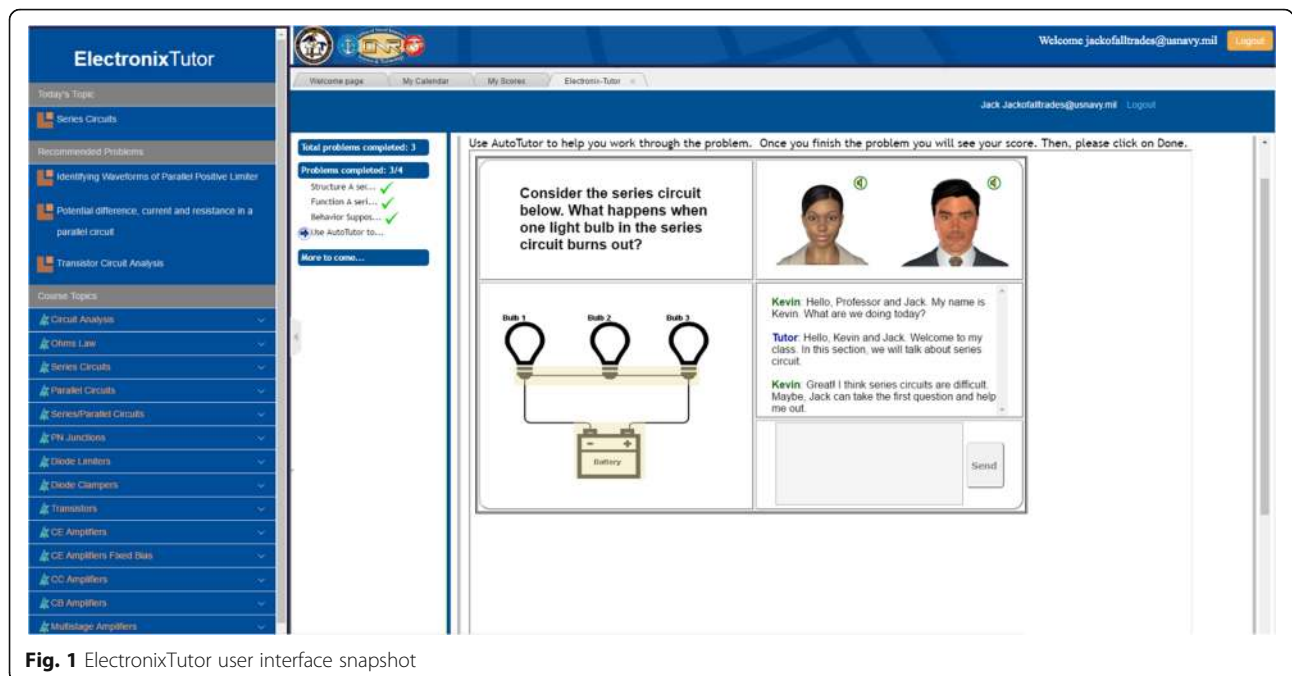 ElectronixTutor
Today's Topic
Series Circuits
Recommended Problems
Identifying Waveforms of Parallel Positive Limiter
Potential difference, current and resistance in a
parallel circuit
Transistor Circuit Analysis
Course Topics
Circuit Analysis
Ohms Law
Series Circuits
Parallel Circuits
Series/Parallel Circuits
PN Junctions
Diode Limiters
Diode Clampers
Transistors
CE Amplifiers
CE Amplifiers Fixed Bias
CC Amplifiers
CB Amplifiers
Multistage Amplifiers
Welcome jackofalltrades@usnavy.mil Logout
Welcome page My Calendar My Scores Electronix-Tutor
Jack Jackofalltrades@usnavy.mil Logout
Total problems completed: 3
Problems completed: 3/4
Structure A sei...
Function A seri...
Behavior Suppos...
Use AutoTutor to...
More to come...
Use AutoTutor to help you work through the problem. Once you finish the problem you will see your score. Then, please click on Done.
Consider the series circuit
below. What happens when
one light bulb in the series
circuit burns out?
Bulb 1 Bulb 2 Bulb 3
- +
Battery
Kevin: Hello, Professor and Jack. My name is
Kevin. What are we doing today?
Tutor: Hello, Kevin and Jack. Welcome to my
class. In this section, we will talk about series
circuit.
Kevin: Great! I think series circuits are difficult.
Maybe, Jack can take the first question and help
me out.
Send
Fig. 1 ElectronixTutor user interface snapshot